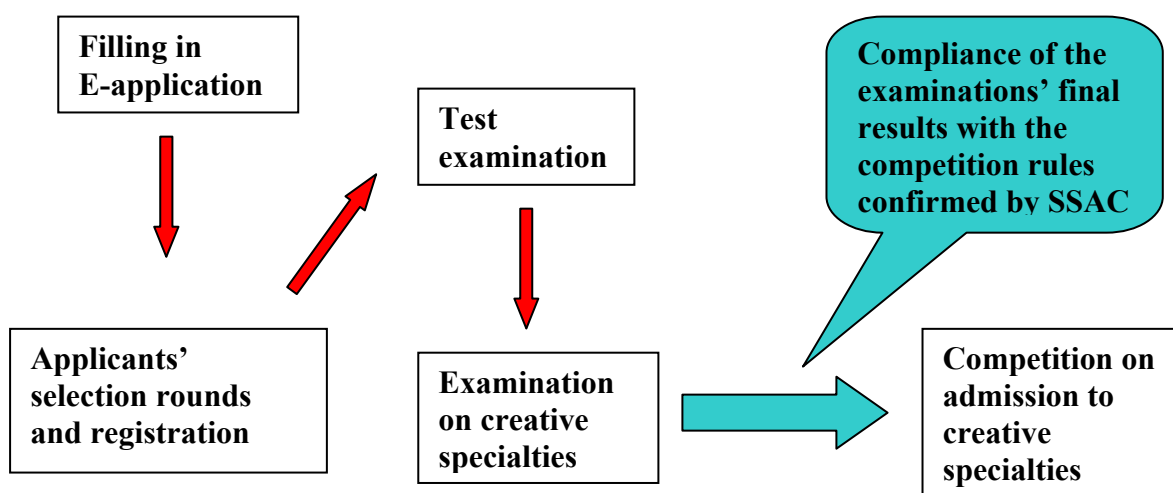 Filling in
E-application
Applicants’
selection rounds
and registration
Test
examination
Examination
on creative
specialties
Compliance of the
examinations’ final
results with the
competition rules
confirmed by SSAC
Competition on
admission to
creative
specialties